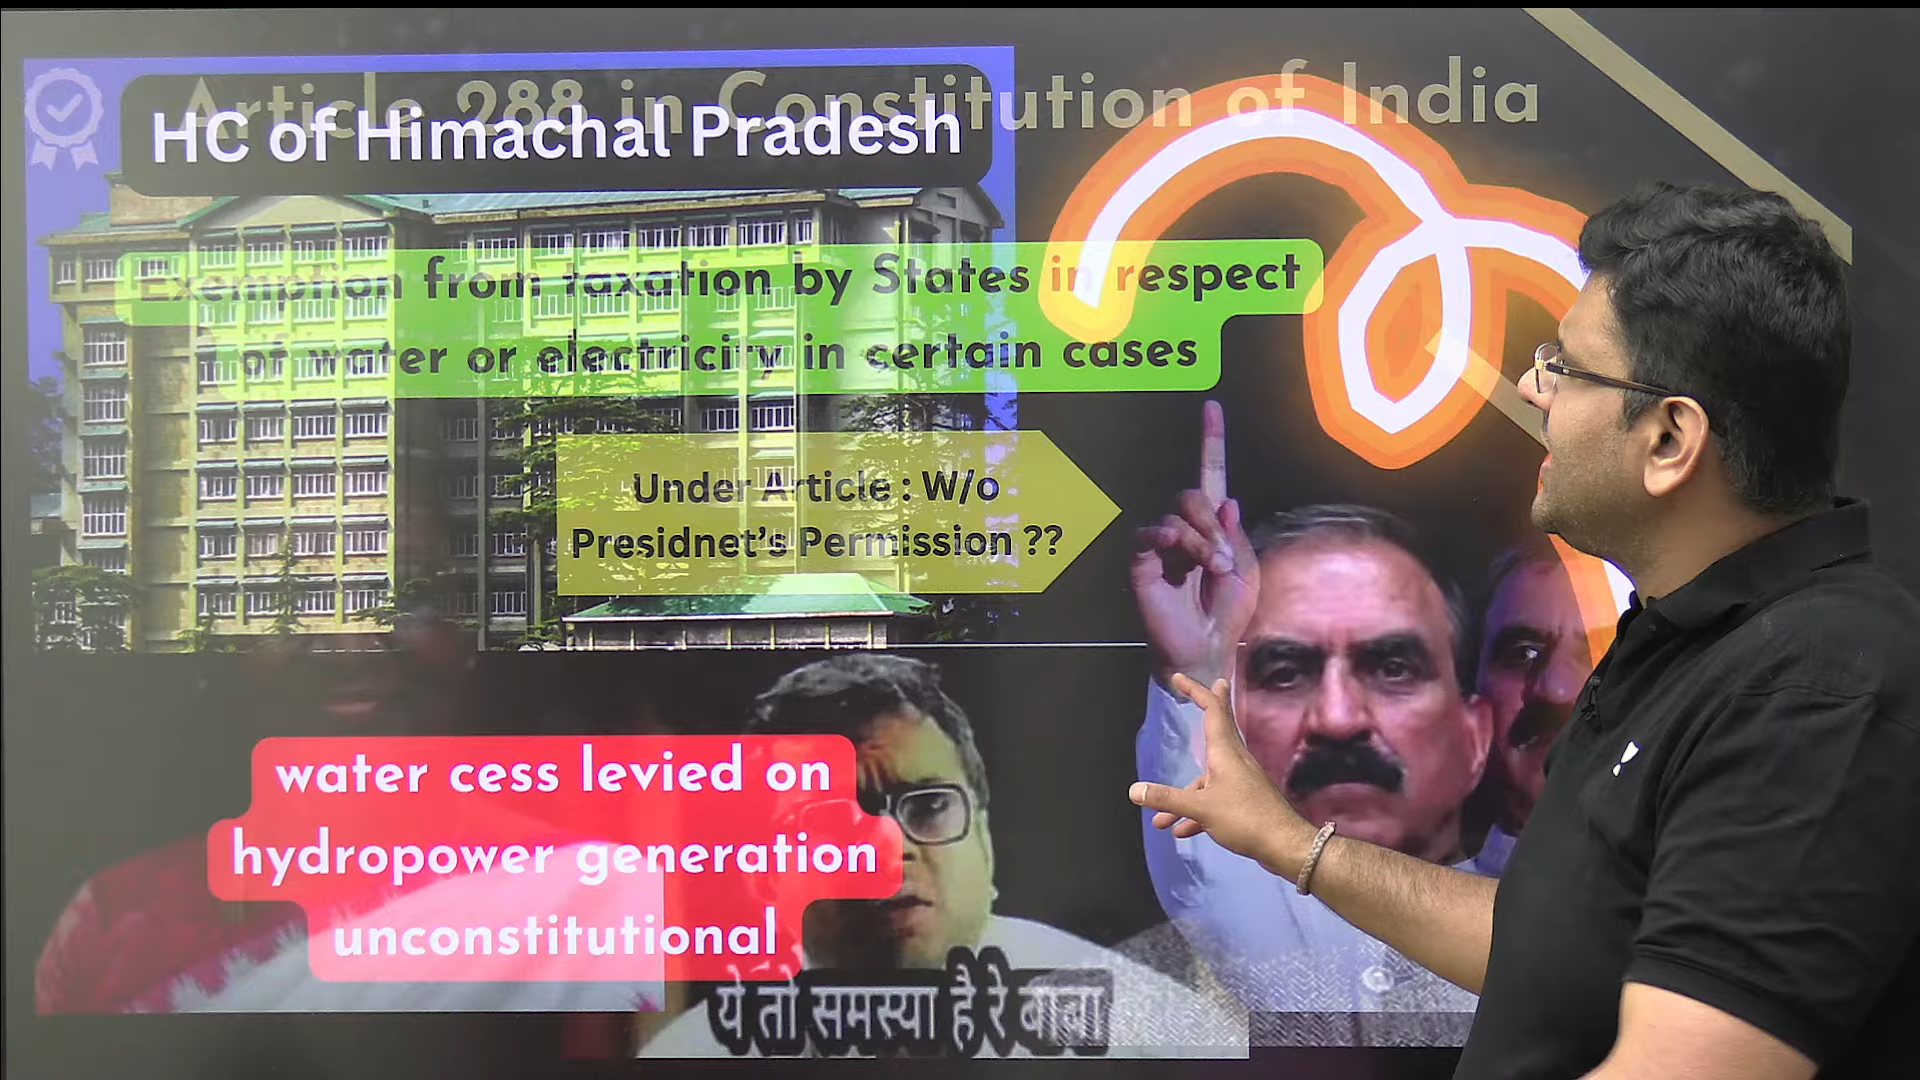 Article 288 in Constitution of India
HC of Himachal Pradesh
Exemption from taxation by States in respect
of water or electricity in certain cases
Under Article : W/o
Presidnet's Permission ??
water cess levied on
hydropower generation
unconstitutional
ये तो समस्या है रे बाबा